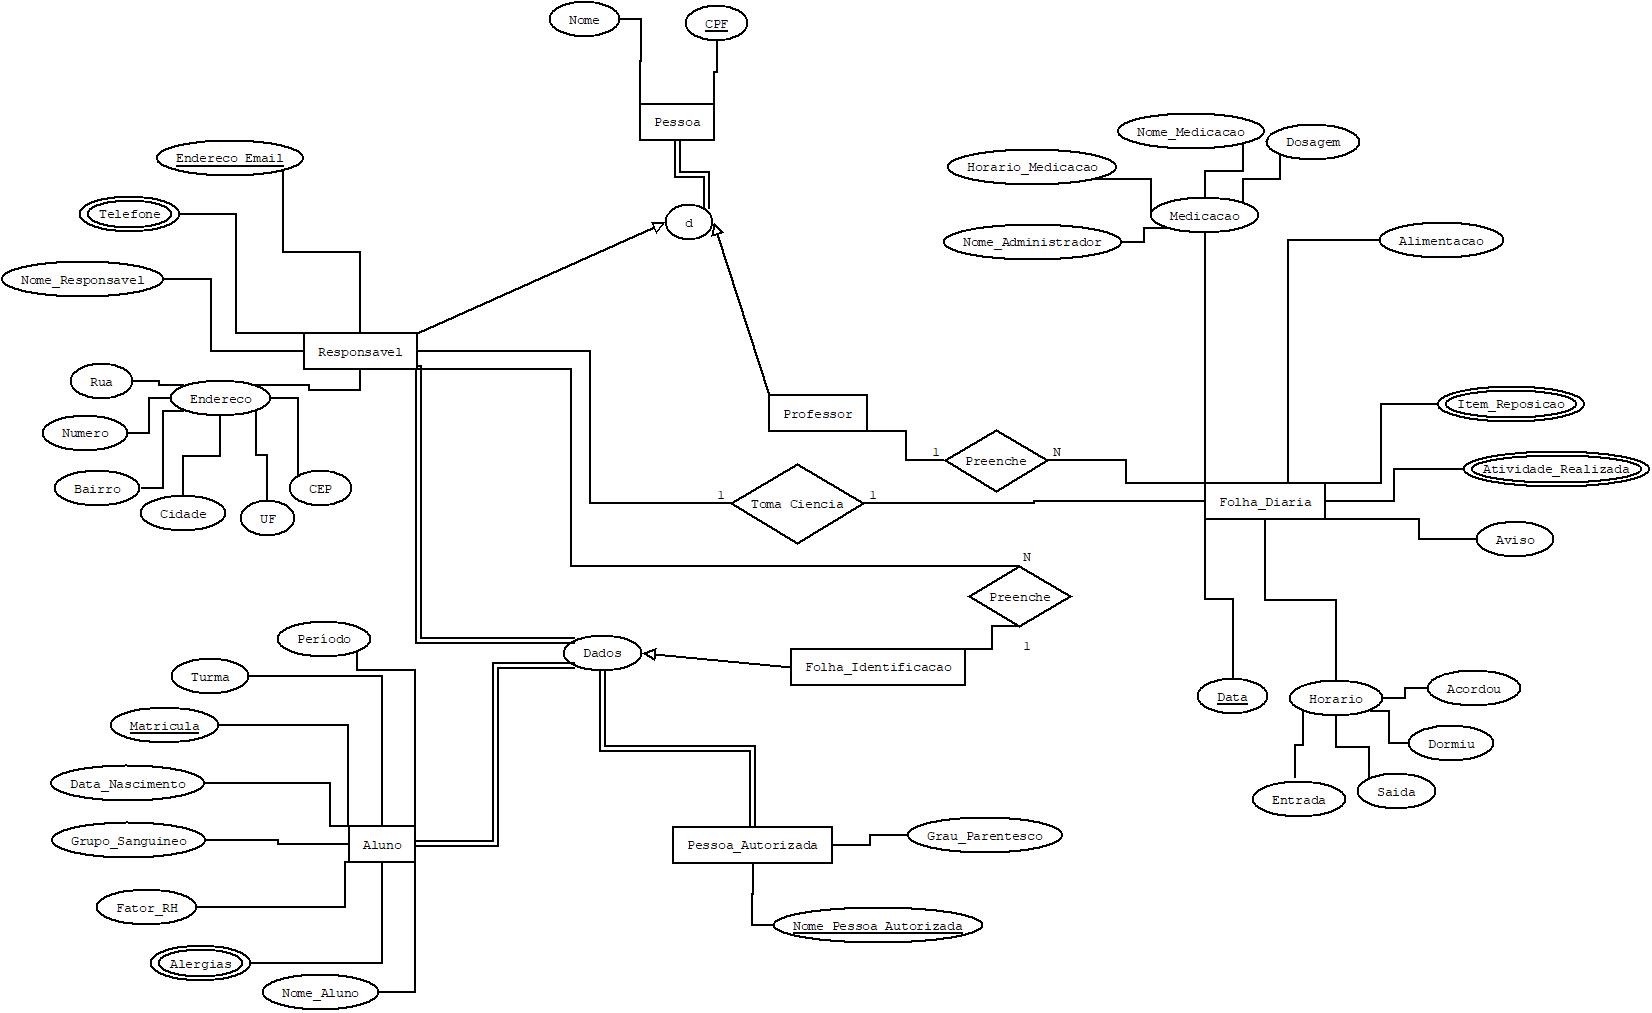 Nome
CPF
Pessoa
Nome_Medicacao
Dosagem
Endereco_Email
Horario_Medicacao
Telefone
d
Medicacao
Nome_Administrador
Alimentacao
Nome_Responsavel
Responsavel
Rua
Endereco
Professor
Item_Reposicao
Numero
1
Preenche
N
Atividade_Realizada
Bairro
CEP
Cidade
UF
1
Toma Ciencia
1
Folha_Diaria
Aviso
N
Preenche
1
Período
Dados
Folha_Identificacao
Turma
Matricula
Data
Horario
Acordou
Dormiu
Data_Nascimento
Entrada
Saida
Grupo_Sanguineo
Aluno
Pessoa_Autorizada
Grau_Parentesco
Fator_RH
Nome_Pessoa_Autorizada
Alergias
Nome_Aluno